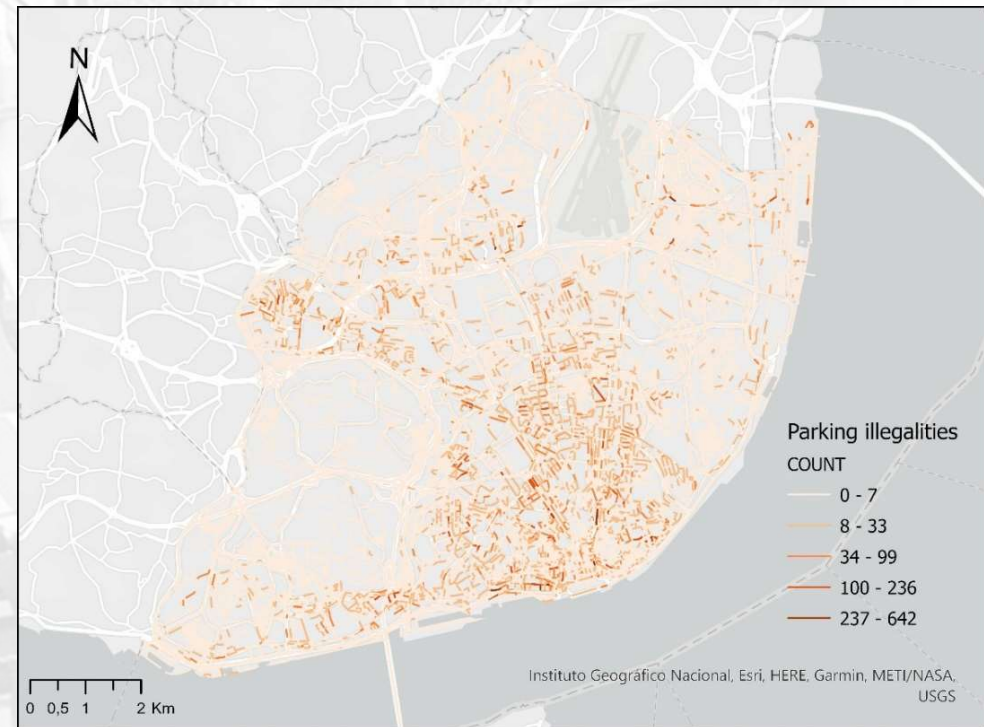 N
Parking illegalities
COUNT
0 - 7
8 - 33
34 - 99
100 - 236
237 - 642
Instituto Geográfico Nacional, Esri, HERE, Garmin, METI/NASA,
USGS
0 0,5 1 2 Km